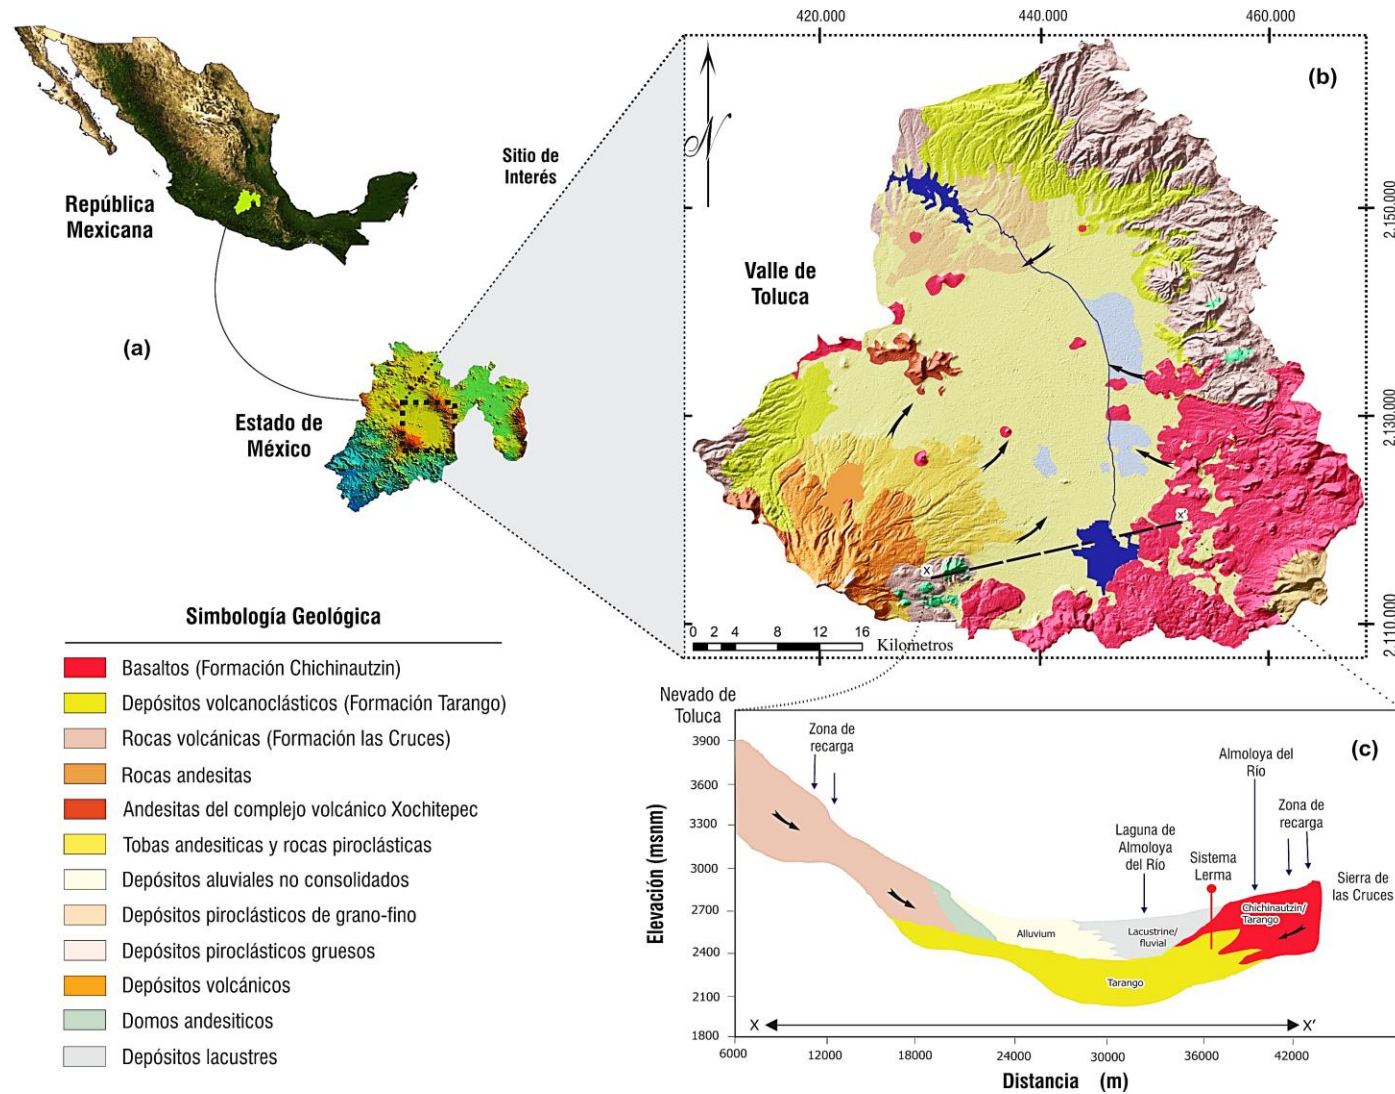 420.000
440.000
460.000
(b)
N
Sitio de
Interés
República
Mexicana
2.150.000
Valle de
Toluca
(a)
Estado de
México
2.130.000
X
X'
2.110.000
0 2 4 8 12 16
Kilometros
Simbología Geológica
Basaltos (Formación Chichinautzin)
Depósitos volcanoclásticos (Formación Tarango)
Rocas volcánicas (Formación las Cruces)
Rocas andesitas
Andesitas del complejo volcánico Xochitepec
Tobas andesiticas y rocas piroclásticas
Depósitos aluviales no consolidados
Depósitos piroclásticos de grano-fino
Depósitos piroclásticos gruesos
Depósitos volcánicos
Domos andesiticos
Depósitos lacustres
Nevado de
Toluca
Zona de
recarga
(c)
Almoloya del
Río
Zona de
recarga
Laguna de
Almoloya
del Río
Sistema
Lerma
Sierra de
las Cruces
Elevación (msnm)
3900
3600
3300
3000
2700
2400
2100
1800
Chichinautzin/
Tarango
Alluvium
Lacustrine/
fluvial
Tarango
X
X'
6000
12000
18000
24000
30000
36000
42000
Distancia (m)